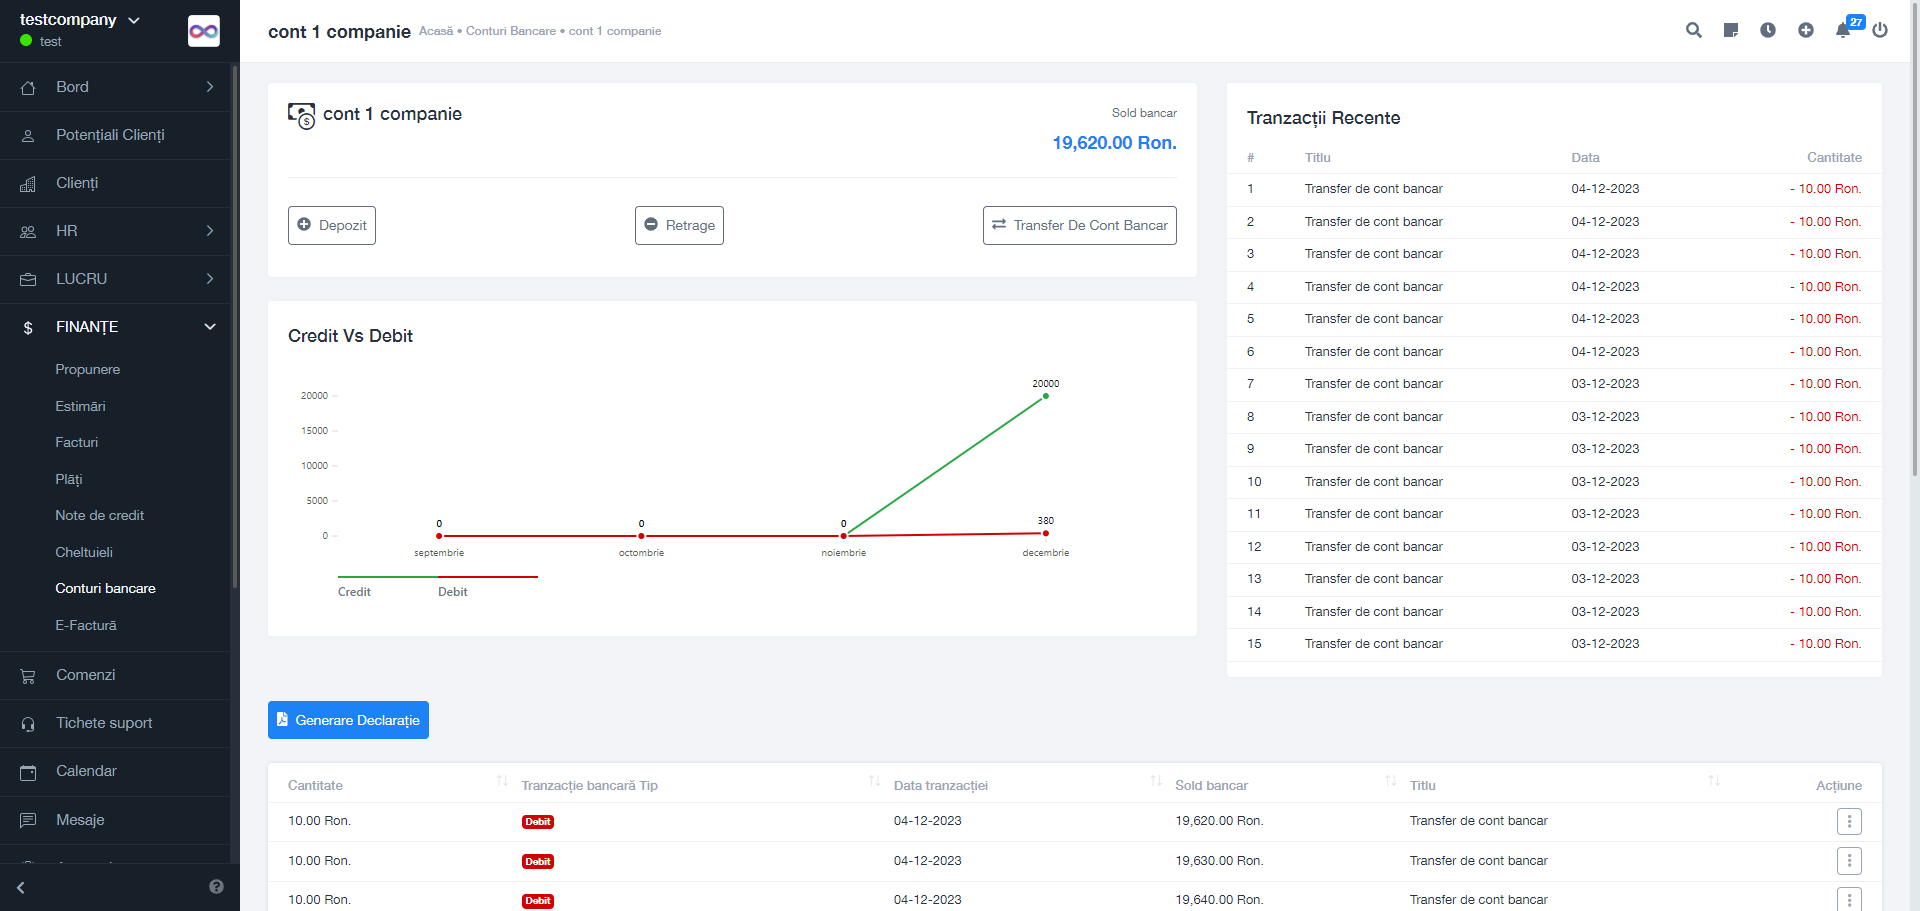 testcompany
test
Bord
Potențiali Clienți
Clienți
HR
LUCRU
FINANȚE
Propunere
Estimări
Facturi
Plăți
Note de credit
Cheltuieli
Conturi bancare
E-Factură
Comenzi
Tichete suport
Calendar
Mesaje
cont 1 companie Acasă • Conturi Bancare • cont 1 companie
27
cont 1 companie
Sold bancar
19,620.00 Ron.
Depozit Retrage Transfer De Cont Bancar
Credit Vs Debit
20000
20000
15000
10000
5000
0
0 0 0 380
septembrie octombrie noiembrie decembrie
Credit Debit
Tranzacții Recente
# Titlu Data Cantitate
1 Transfer de cont bancar 04-12-2023 - 10.00 Ron.
2 Transfer de cont bancar 04-12-2023 - 10.00 Ron.
3 Transfer de cont bancar 04-12-2023 - 10.00 Ron.
4 Transfer de cont bancar 04-12-2023 - 10.00 Ron.
5 Transfer de cont bancar 04-12-2023 - 10.00 Ron.
6 Transfer de cont bancar 04-12-2023 - 10.00 Ron.
7 Transfer de cont bancar 03-12-2023 - 10.00 Ron.
8 Transfer de cont bancar 03-12-2023 - 10.00 Ron.
9 Transfer de cont bancar 03-12-2023 - 10.00 Ron.
10 Transfer de cont bancar 03-12-2023 - 10.00 Ron.
11 Transfer de cont bancar 03-12-2023 - 10.00 Ron.
12 Transfer de cont bancar 03-12-2023 - 10.00 Ron.
13 Transfer de cont bancar 03-12-2023 - 10.00 Ron.
14 Transfer de cont bancar 03-12-2023 - 10.00 Ron.
15 Transfer de cont bancar 03-12-2023 - 10.00 Ron.
Generare Declarație
Cantitate Tranzacție bancară Tip Data tranzacției Sold bancar Titlu Acțiune
10.00 Ron. Debit 04-12-2023 19,620.00 Ron. Transfer de cont bancar
10.00 Ron. Debit 04-12-2023 19,630.00 Ron. Transfer de cont bancar
10.00 Ron. Debit 04-12-2023 19,640.00 Ron. Transfer de cont bancar